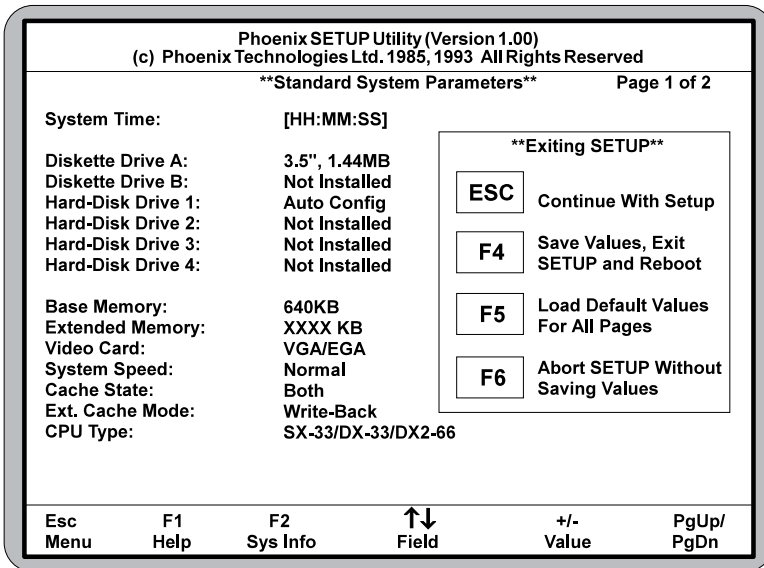 Phoenix SETUP Utility (Version 1.00)
(c) Phoenix Technologies Ltd. 1985, 1993 All Rights Reserved
**Standard System Parameters** Page 1 of 2
System Time: [HH:MM:SS]
Diskette Drive A: 3.5", 1.44MB
Diskette Drive B: Not Installed
Hard-Disk Drive 1: Auto Config
Hard-Disk Drive 2: Not Installed
Hard-Disk Drive 3: Not Installed
Hard-Disk Drive 4: Not Installed
Base Memory: 640KB
Extended Memory: XXXX KB
Video Card: VGA/EGA
System Speed: Normal
Cache State: Both
Ext. Cache Mode: Write-Back
CPU Type: SX-33/DX-33/DX2-66
**Exiting SETUP**
ESC Continue With Setup
F4 Save Values, Exit
SETUP and Reboot
F5 Load Default Values
For All Pages
F6 Abort SETUP Without
Saving Values
Esc F1 F2 ↑↓ +/- PgUp/
Menu Help Sys Info Field Value PgDn